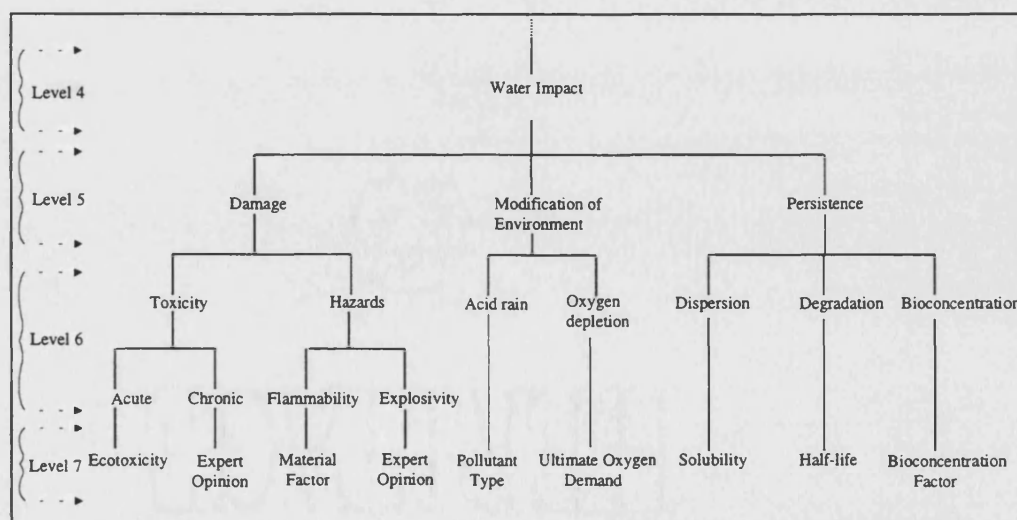 Level 4
Water Impact
Level 5
Damage
Modification of
Environment
Persistence
Level 6
Toxicity
Hazards
Acid rain
Oxygen
depletion
Dispersion
Degradation
Bioconcentration
Acute
Chronic
Flammability
Explosivity
Level 7
Ecotoxicity
Expert
Opinion
Material
Factor
Expert
Opinion
Pollutant
Type
Ultimate Oxygen
Demand
Solubility
Half-life
Bioconcentration
Factor